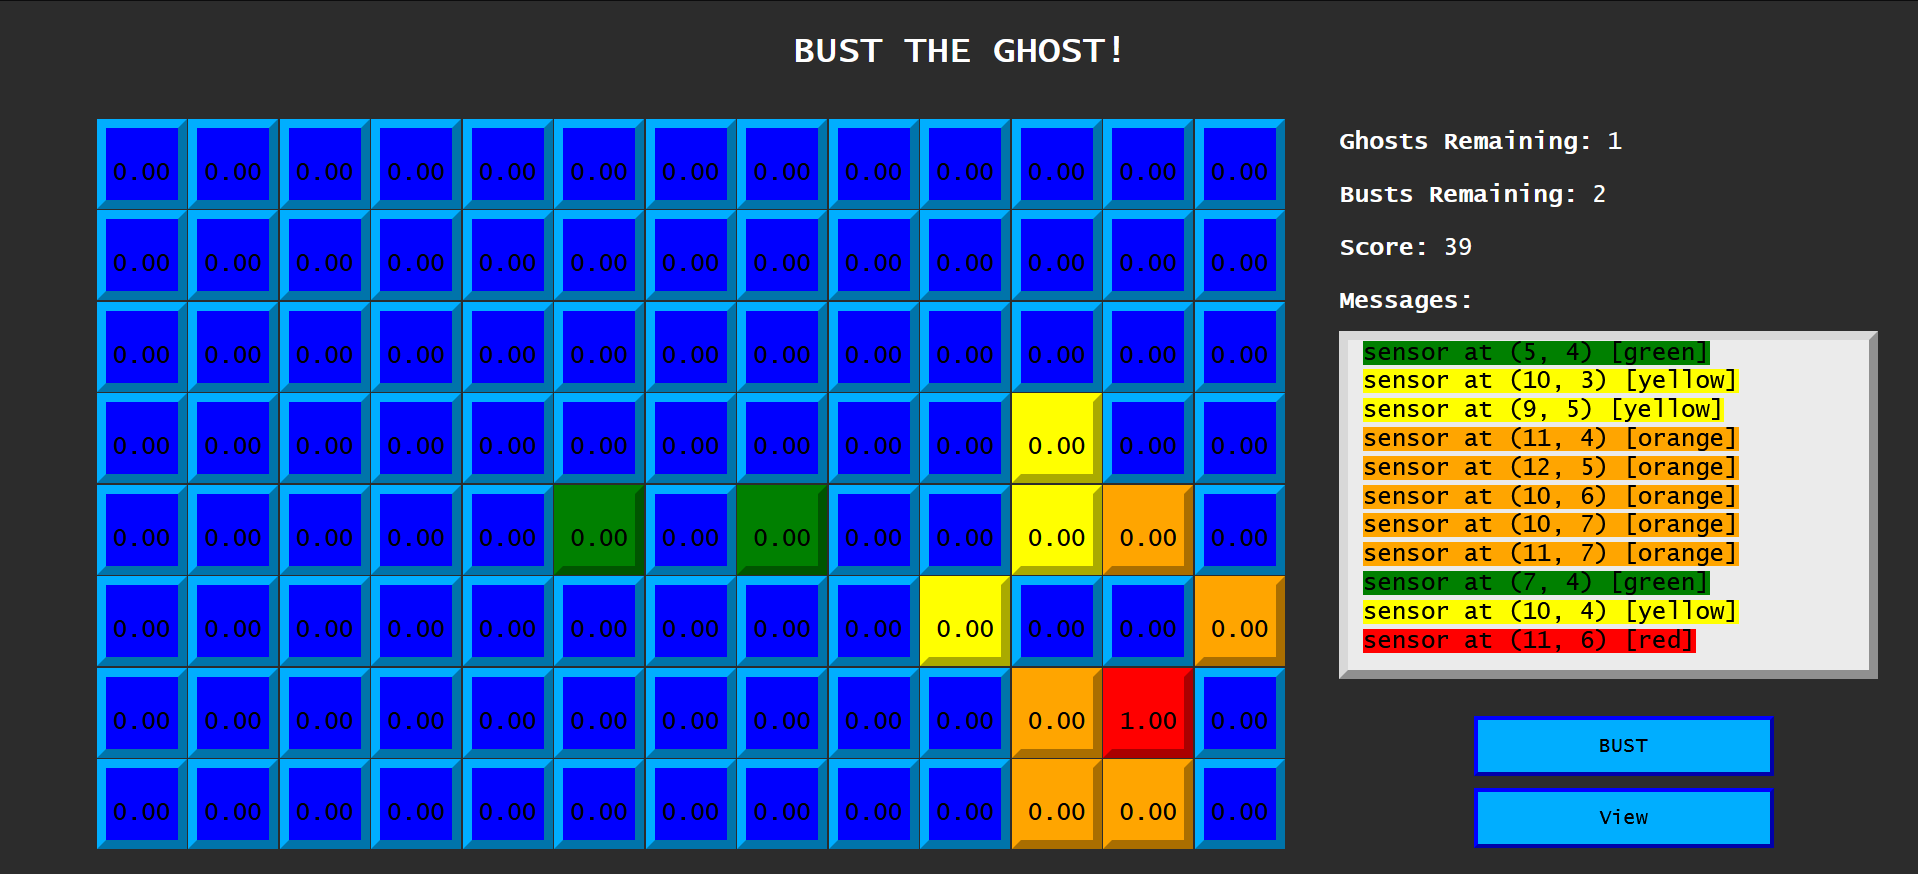 BUST THE GHOST!
0.00 0.00 0.00 0.00 0.00 0.00 0.00 0.00 0.00 0.00 0.00 0.00 0.00
0.00 0.00 0.00 0.00 0.00 0.00 0.00 0.00 0.00 0.00 0.00 0.00 0.00
0.00 0.00 0.00 0.00 0.00 0.00 0.00 0.00 0.00 0.00 0.00 0.00 0.00
0.00 0.00 0.00 0.00 0.00 0.00 0.00 0.00 0.00 0.00 0.00 0.00 0.00
0.00 0.00 0.00 0.00 0.00 0.00 0.00 0.00 0.00 0.00 0.00 0.00 0.00
0.00 0.00 0.00 0.00 0.00 0.00 0.00 0.00 0.00 0.00 0.00 0.00 0.00
0.00 0.00 0.00 0.00 0.00 0.00 0.00 0.00 0.00 0.00 0.00 1.00 0.00
0.00 0.00 0.00 0.00 0.00 0.00 0.00 0.00 0.00 0.00 0.00 0.00 0.00
Ghosts Remaining: 1
Busts Remaining: 2
Score: 39
Messages:
sensor at (5, 4) [green]
sensor at (10, 3) [yellow]
sensor at (9, 5) [yellow]
sensor at (11, 4) [orange]
sensor at (12, 5) [orange]
sensor at (10, 6) [orange]
sensor at (10, 7) [orange]
sensor at (11, 7) [orange]
sensor at (7, 4) [green]
sensor at (10, 4) [yellow]
sensor at (11, 6) [red]
BUST
View